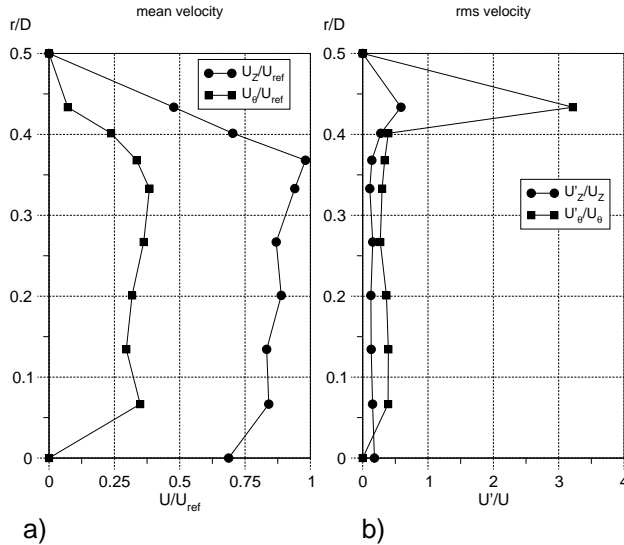 r/D mean velocity
0.5
0.4
0.3
0.2
0.1
0
0 0.25 0.5 0.75 1
U/U_ref
U_Z/U_ref
U_θ/U_ref
a)
r/D rms velocity
0.5
0.4
0.3
0.2
0.1
0
0 1 2 3 4
U'/U
U'_Z/U_Z
U'_θ/U_θ
b)